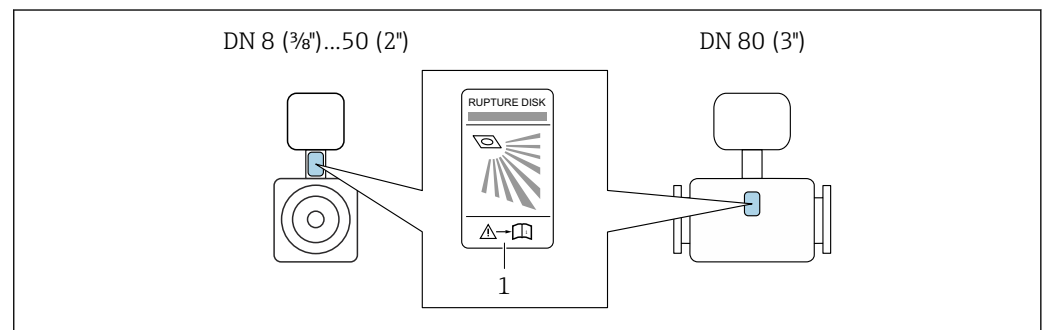 DN 8 (⅜")...50 (2")
DN 80 (3")
RUPTURE DISK
i
1